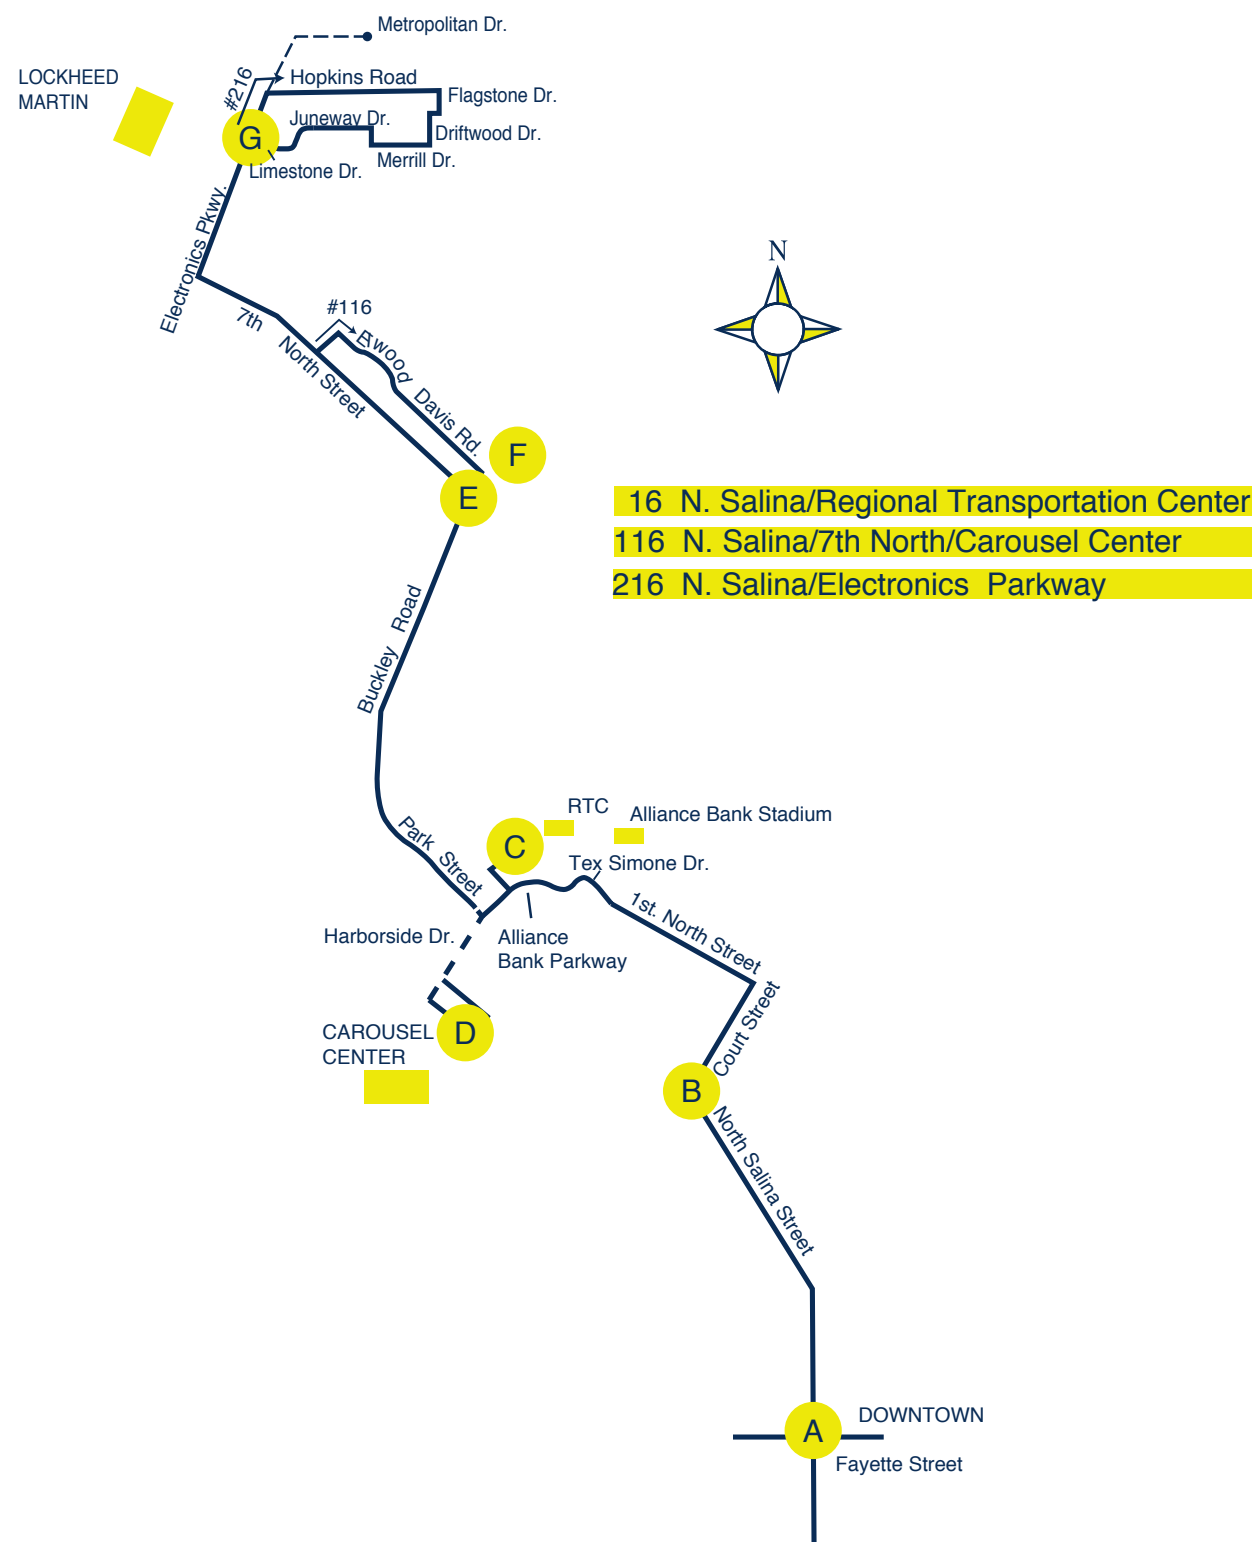 Metropolitan Dr.
LOCKHEED
MARTIN
#216
Hopkins Road
Flagstone Dr.
Juneway Dr.
Driftwood Dr.
G
Merrill Dr.
Limestone Dr.
Electronics Pkwy.
N
7th
North Street
#116
Elwood Davis Rd.
F
E
16 N. Salina/Regional Transportation Center
116 N. Salina/7th North/Carousel Center
216 N. Salina/Electronics Parkway
Buckley Road
RTC
Alliance Bank Stadium
Park Street
C
Tex Simone Dr.
1st. North Street
Harborside Dr.
Alliance
Bank Parkway
Court Street
CAROUSEL
CENTER
D
B
North Salina Street
A
DOWNTOWN
Fayette Street